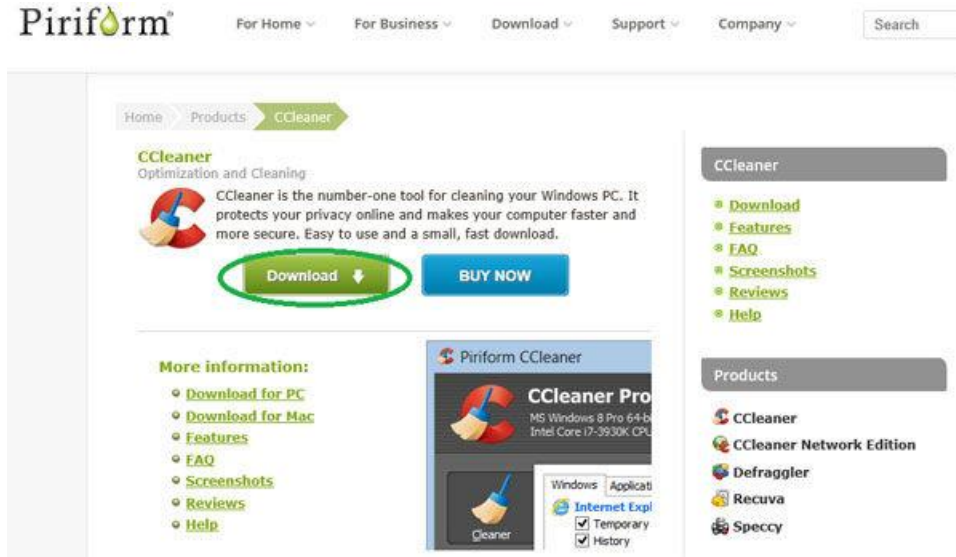 Piriform
For Home For Business Download Support Company Search
Home Products CCleaner
CCleaner
Optimization and Cleaning
CCleaner is the number-one tool for cleaning your Windows PC. It
protects your privacy online and makes your computer faster and
more secure. Easy to use and a small, fast download.
Download BUY NOW
More information:
Download for PC
Download for Mac
Features
FAQ
Screenshots
Reviews
Help
Piriform CCleaner
CCleaner Pro
MS Windows 8 Pro 64-b
Intel Core i7-3930K CPU
Cleaner
Windows Applicati
Internet Expl
Temporary
History
CCleaner
Download
Features
FAQ
Screenshots
Reviews
Help
Products
CCleaner
CCleaner Network Edition
Defraggler
Recuva
Speccy